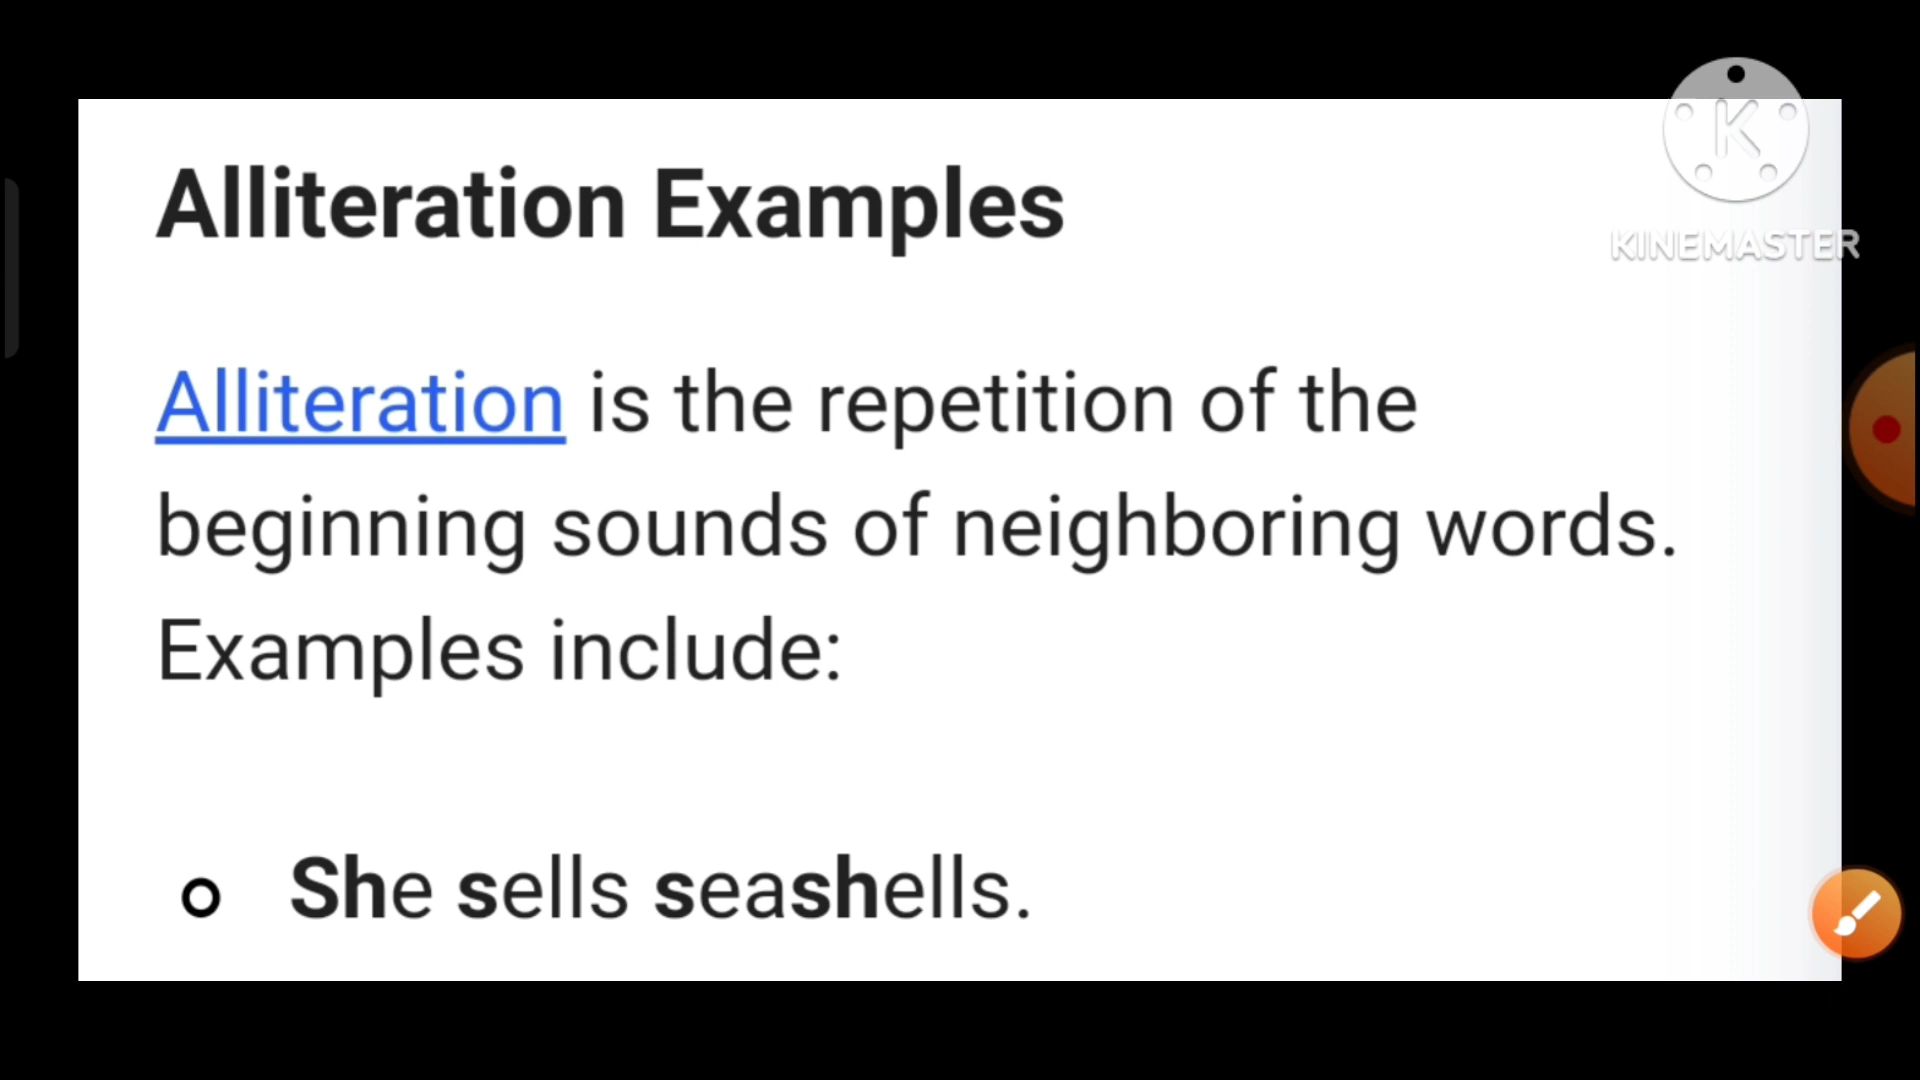 Alliteration Examples
K
KINEMASTER
Alliteration is the repetition of the
beginning sounds of neighboring words.
Examples include:
She sells seashells.